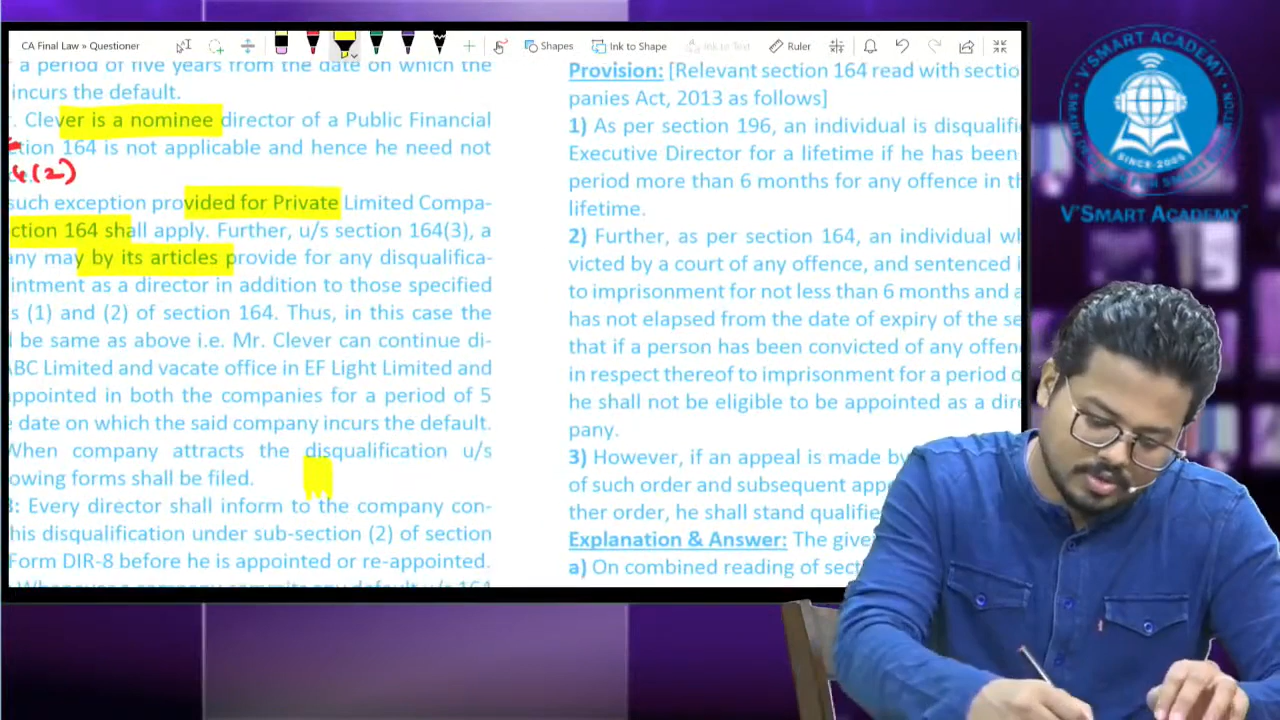 CA Final Law » Questioner
Shapes
Ink to Shape
Ink to Text
Ruler
a period of five years from the date on which the
incurs the default.
Clever is a nominee director of a Public Financial
ction 164 is not applicable and hence he need not
4.(2)
such exception provided for Private Limited Compa-
ction 164 shall apply. Further, u/s section 164(3), a
any may by its articles provide for any disqualifica-
intment as a director in addition to those specified
s (1) and (2) of section 164. Thus, in this case the
l be same as above i.e. Mr. Clever can continue di-
ABC Limited and vacate office in EF Light Limited and
appointed in both the companies for a period of 5
e date on which the said company incurs the default.
When company attracts the disqualification u/s
owing forms shall be filed.
: Every director shall inform to the company con-
his disqualification under sub-section (2) of section
Form DIR-8 before he is appointed or re-appointed.
Provision: [Relevant section 164 read with sectio
panies Act, 2013 as follows]
1) As per section 196, an individual is disqualifi
Executive Director for a lifetime if he has been
period more than 6 months for any offence in th
lifetime.
2) Further, as per section 164, an individual wh
victed by a court of any offence, and sentenced i
to imprisonment for not less than 6 months and a
has not elapsed from the date of expiry of the se
that if a person has been convicted of any offen
in respect thereof to imprisonment for a period o
he shall not be eligible to be appointed as a dire
pany.
3) However, if an appeal is made by
of such order and subsequent appe
ther order, he shall stand qualifie
Explanation & Answer: The give
a) On combined reading of sect
V'SMART ACADEMY
SINCE-2005
V'SMART ACADEMY